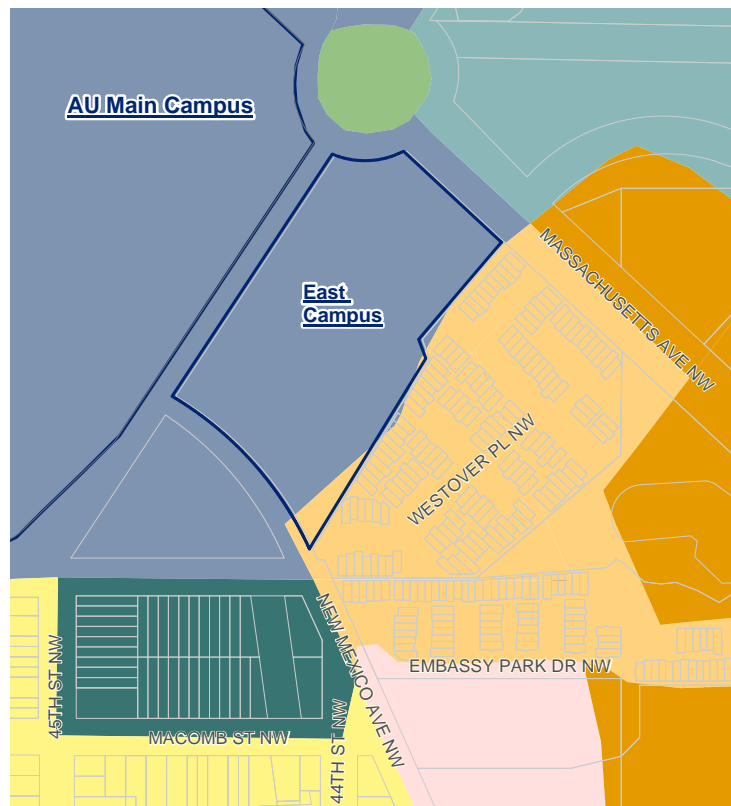 AU Main Campus
East
Campus
MASSACHUSETTS AVE NW
WESTOVER PL NW
NEW MEXICO AVE NW
EMBASSY PARK DR NW
45TH ST NW
MACOMB ST NW
44TH ST NW